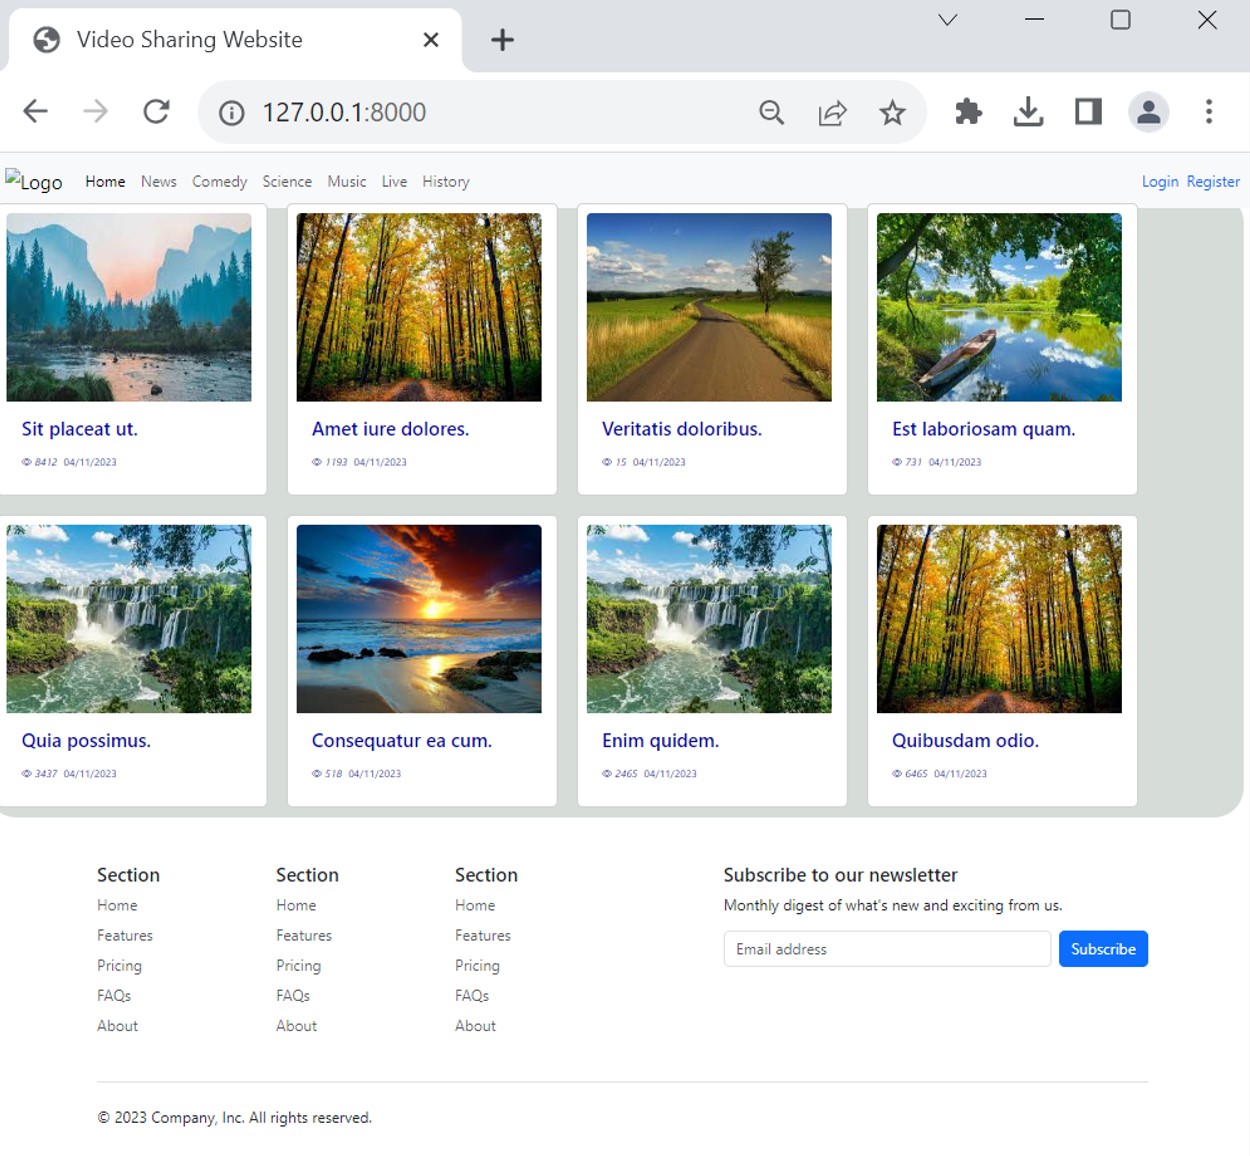 Video Sharing Website
127.0.0.1:8000
Logo Home News Comedy Science Music Live History Login Register
Sit placeat ut. Amet iure dolores. Veritatis doloribus. Est laboriosam quam.
8412 04/11/2023 1193 04/11/2023 15 04/11/2023 731 04/11/2023
Quia possimus. Consequatur ea cum. Enim quidem. Quibusdam odio.
3437 04/11/2023 518 04/11/2023 2465 04/11/2023 6465 04/11/2023
Section Section Section Subscribe to our newsletter
Home Home Home Monthly digest of what's new and exciting from us.
Features Features Features Email address Subscribe
Pricing Pricing Pricing
FAQs FAQs FAQs
About About About
© 2023 Company, Inc. All rights reserved.